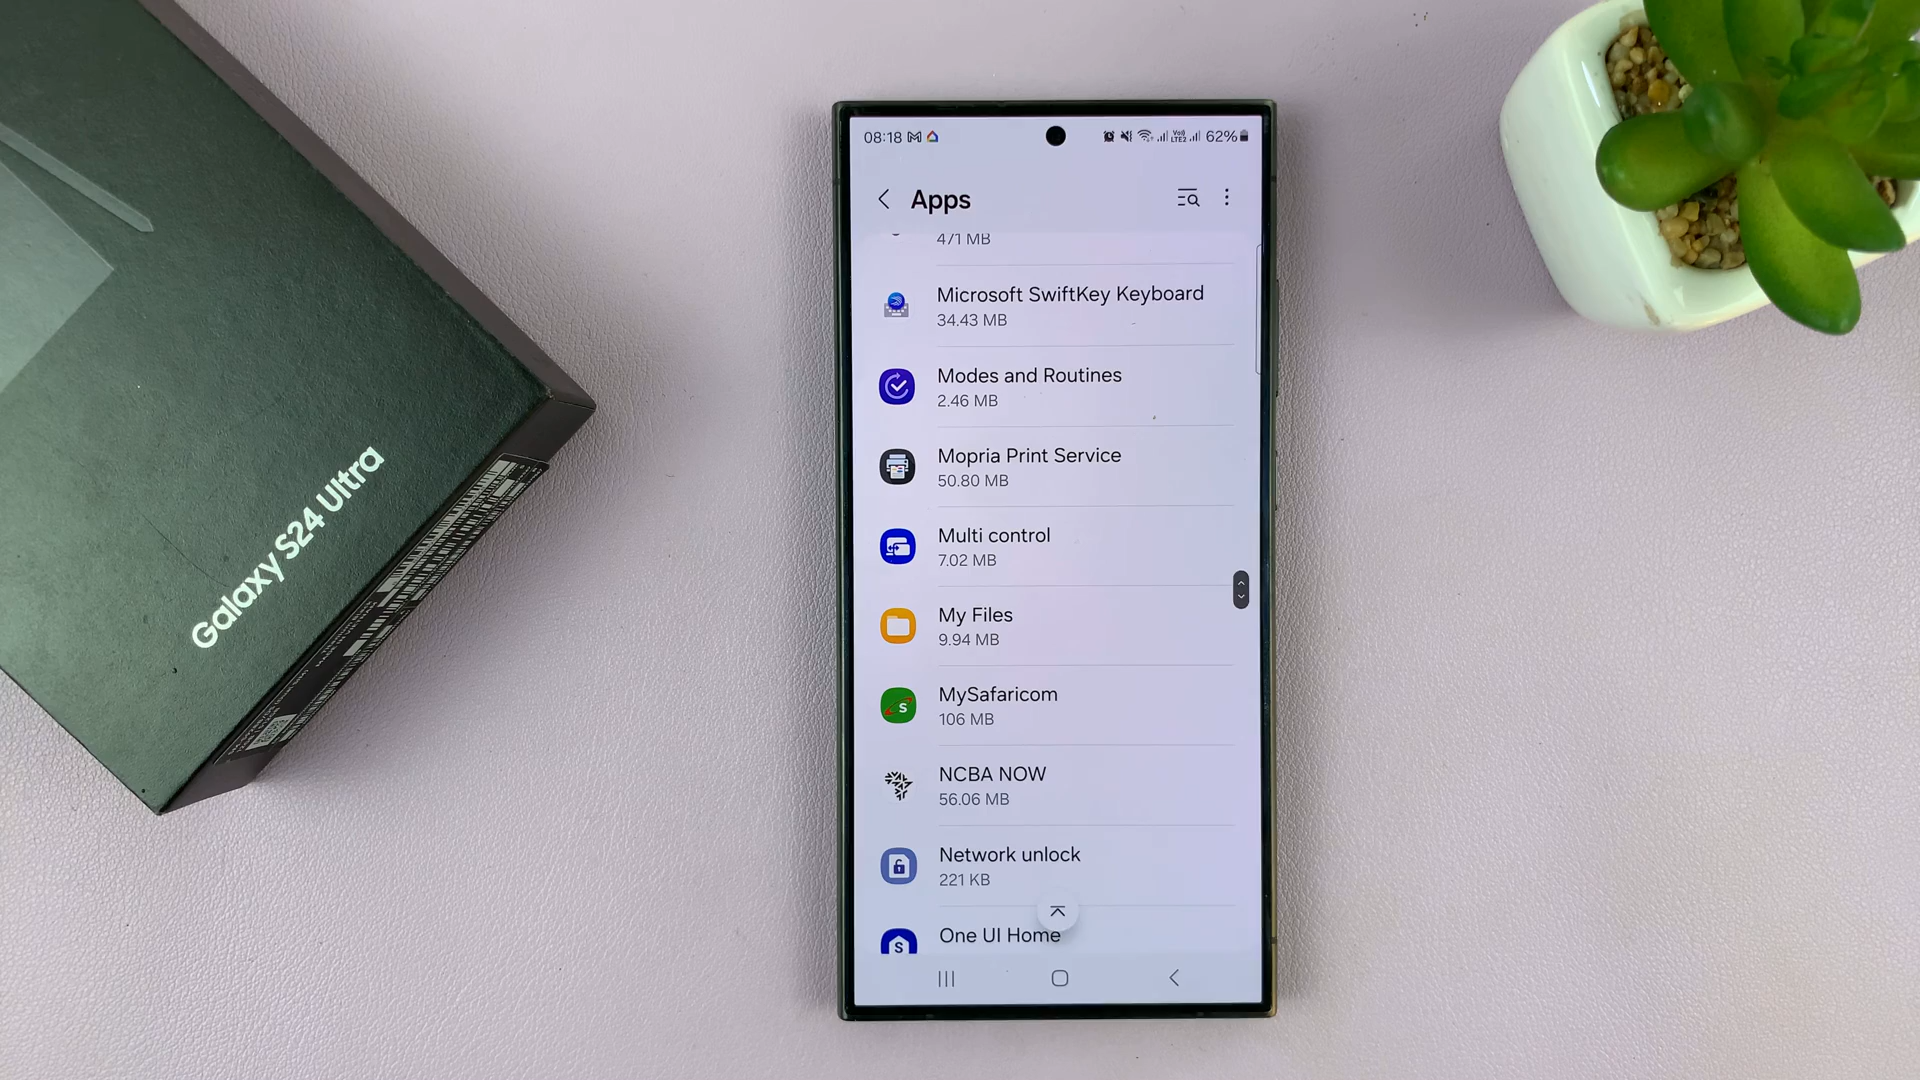 Galaxy S24 Ultra
08:18
VoLTE2
62%
Apps
471 MB
Microsoft SwiftKey Keyboard
34.43 MB
Modes and Routines
2.46 MB
Mopria Print Service
50.80 MB
Multi control
7.02 MB
My Files
9.94 MB
MySafaricom
106 MB
NCBA NOW
56.06 MB
Network unlock
221 KB
One UI Home